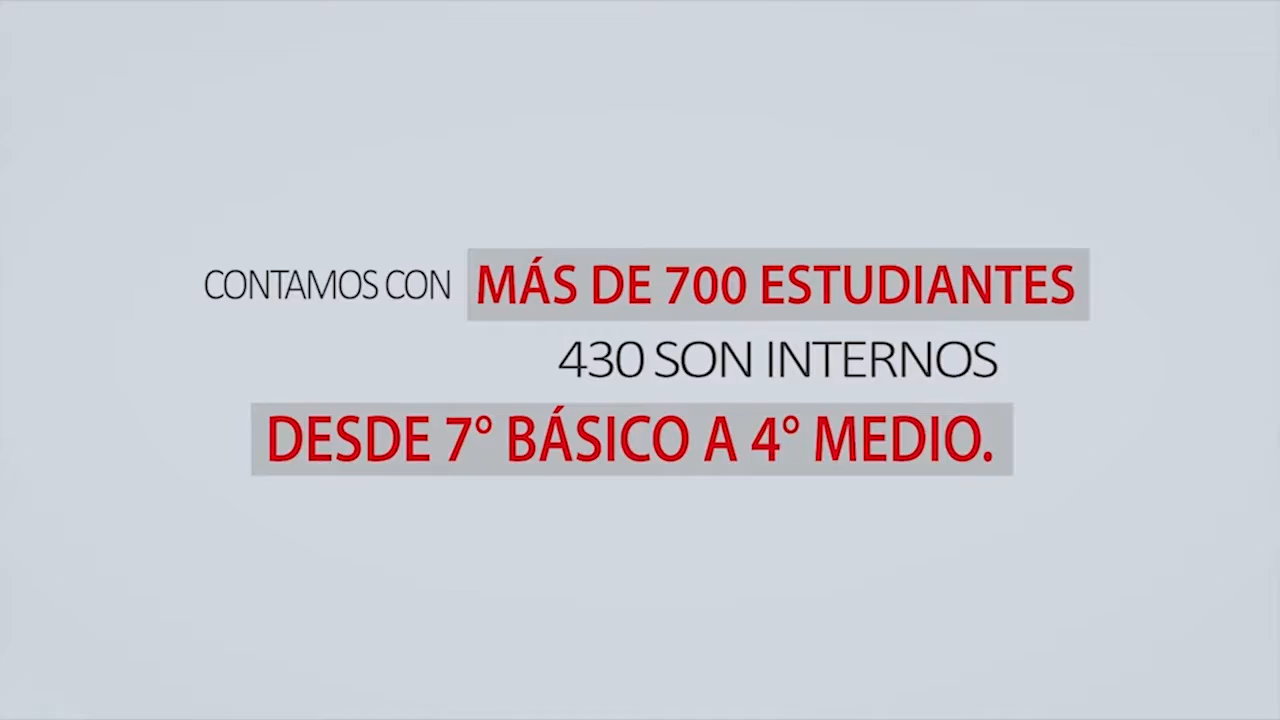 CONTAMOS CON MÁS DE 700 ESTUDIANTES
430 SON INTERNOS
DESDE 7° BÁSICO A 4° MEDIO.